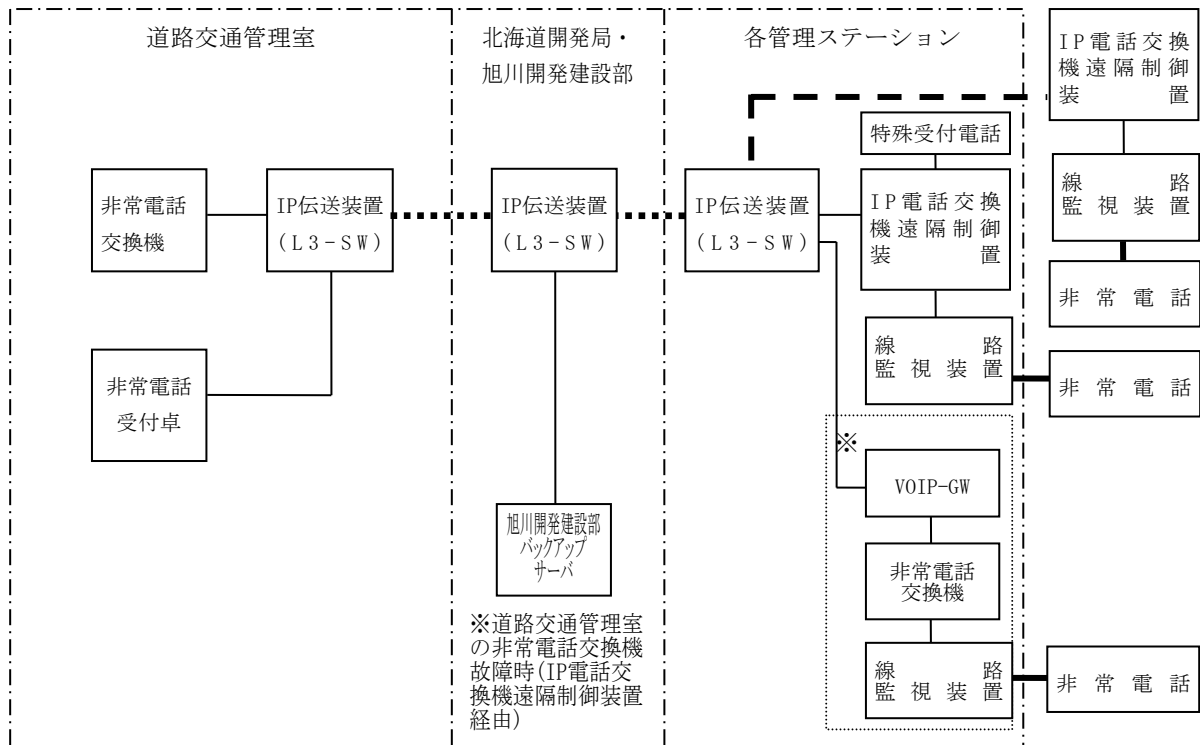 道路交通管理室
北海道開発局・
旭川開発建設部
各管理ステーション
IP電話交換
機遠隔制御
装置
特殊受付電話
非常電話
交換機
IP伝送装置
(L3-SW)
IP伝送装置
(L3-SW)
IP伝送装置
(L3-SW)
IP電話交換
機遠隔制御
装置
線路
監視装置
非常電話
線路
監視装置
非常電話
非常電話
受付卓
※
VOIP-GW
旭川開発建設部
バックアップ
サーバ
非常電話
交換機
※道路交通管理室
の非常電話交換機
故障時(IP電話交
換機遠隔制御装置
経由)
線路
監視装置
非常電話